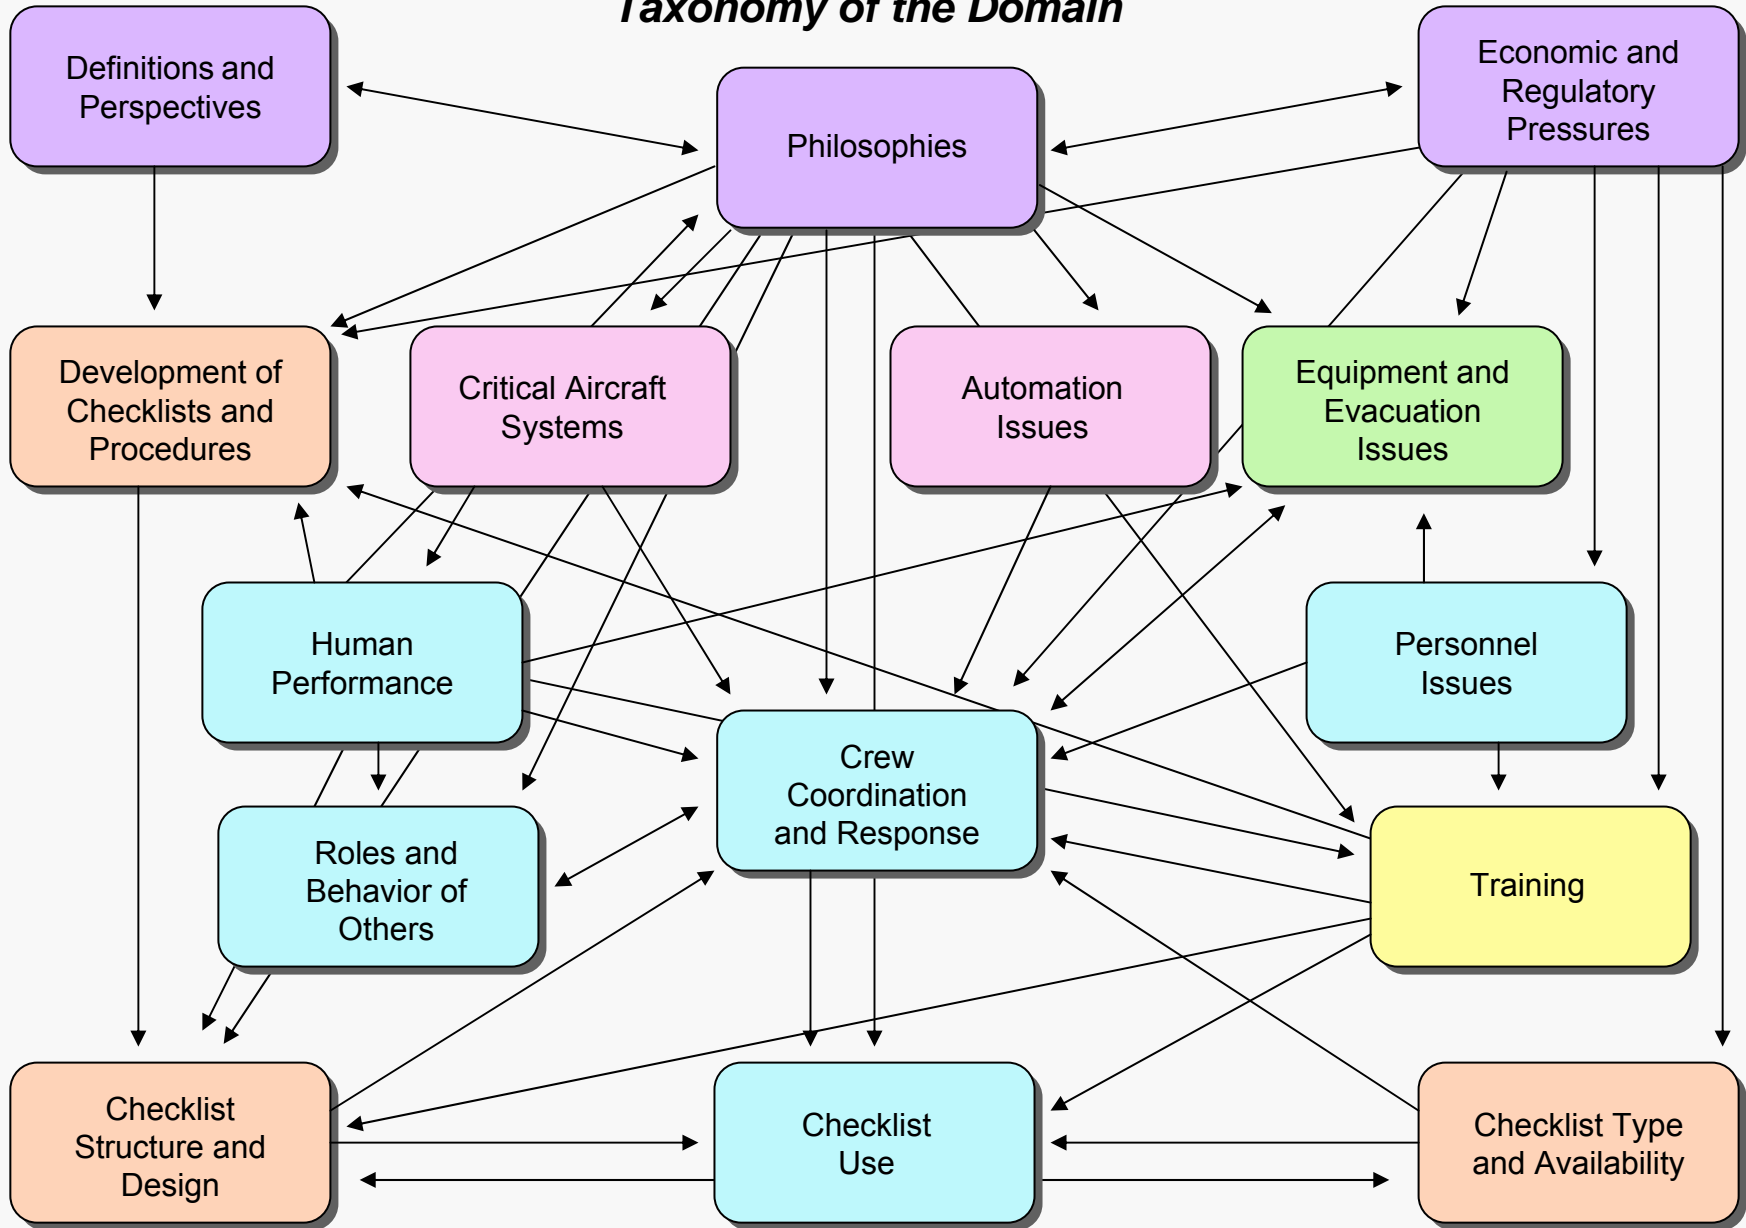 Taxonomy of the Domain
Definitions and
Perspectives
Philosophies
Economic and
Regulatory
Pressures
Development of
Checklists and
Procedures
Critical Aircraft
Systems
Automation
Issues
Equipment and
Evacuation
Issues
Human
Performance
Personnel
Issues
Crew
Coordination
and Response
Roles and
Behavior of
Others
Training
Checklist
Structure and
Design
Checklist
Use
Checklist Type
and Availability